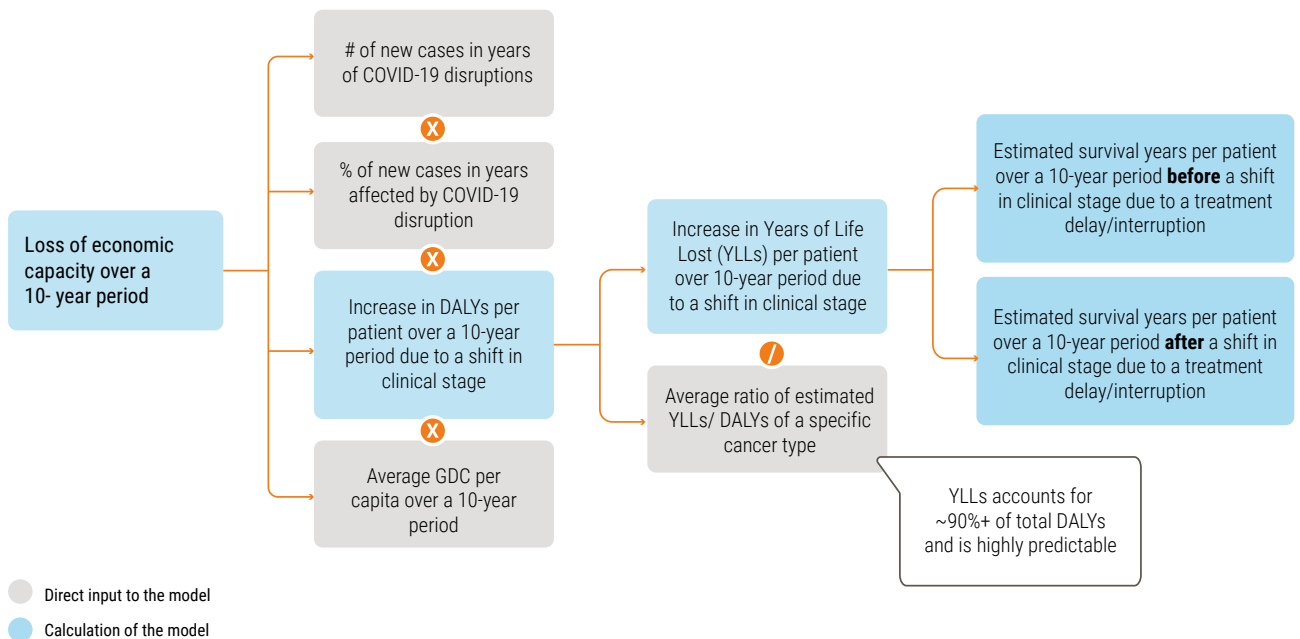 Loss of economic
capacity over a
10- year period
# of new cases in years
of COVID-19 disruptions
X
% of new cases in years
affected by COVID-19
disruption
X
Increase in DALYs per
patient over a 10-year
period due to a shift in
clinical stage
X
Average GDC per
capita over a 10-year
period
Increase in Years of Life
Lost (YLLs) per patient
over 10-year period due
to a shift in clinical stage
/
Average ratio of estimated
YLLs/ DALYs of a specific
cancer type
Estimated survival years per patient
over a 10-year period before a shift
in clinical stage due to a treatment
delay/interruption
Estimated survival years per patient
over a 10-year period after a shift in
clinical stage due to a treatment
delay/interruption
YLLs accounts for
~90%+ of total DALYs
and is highly predictable
Direct input to the model
Calculation of the model